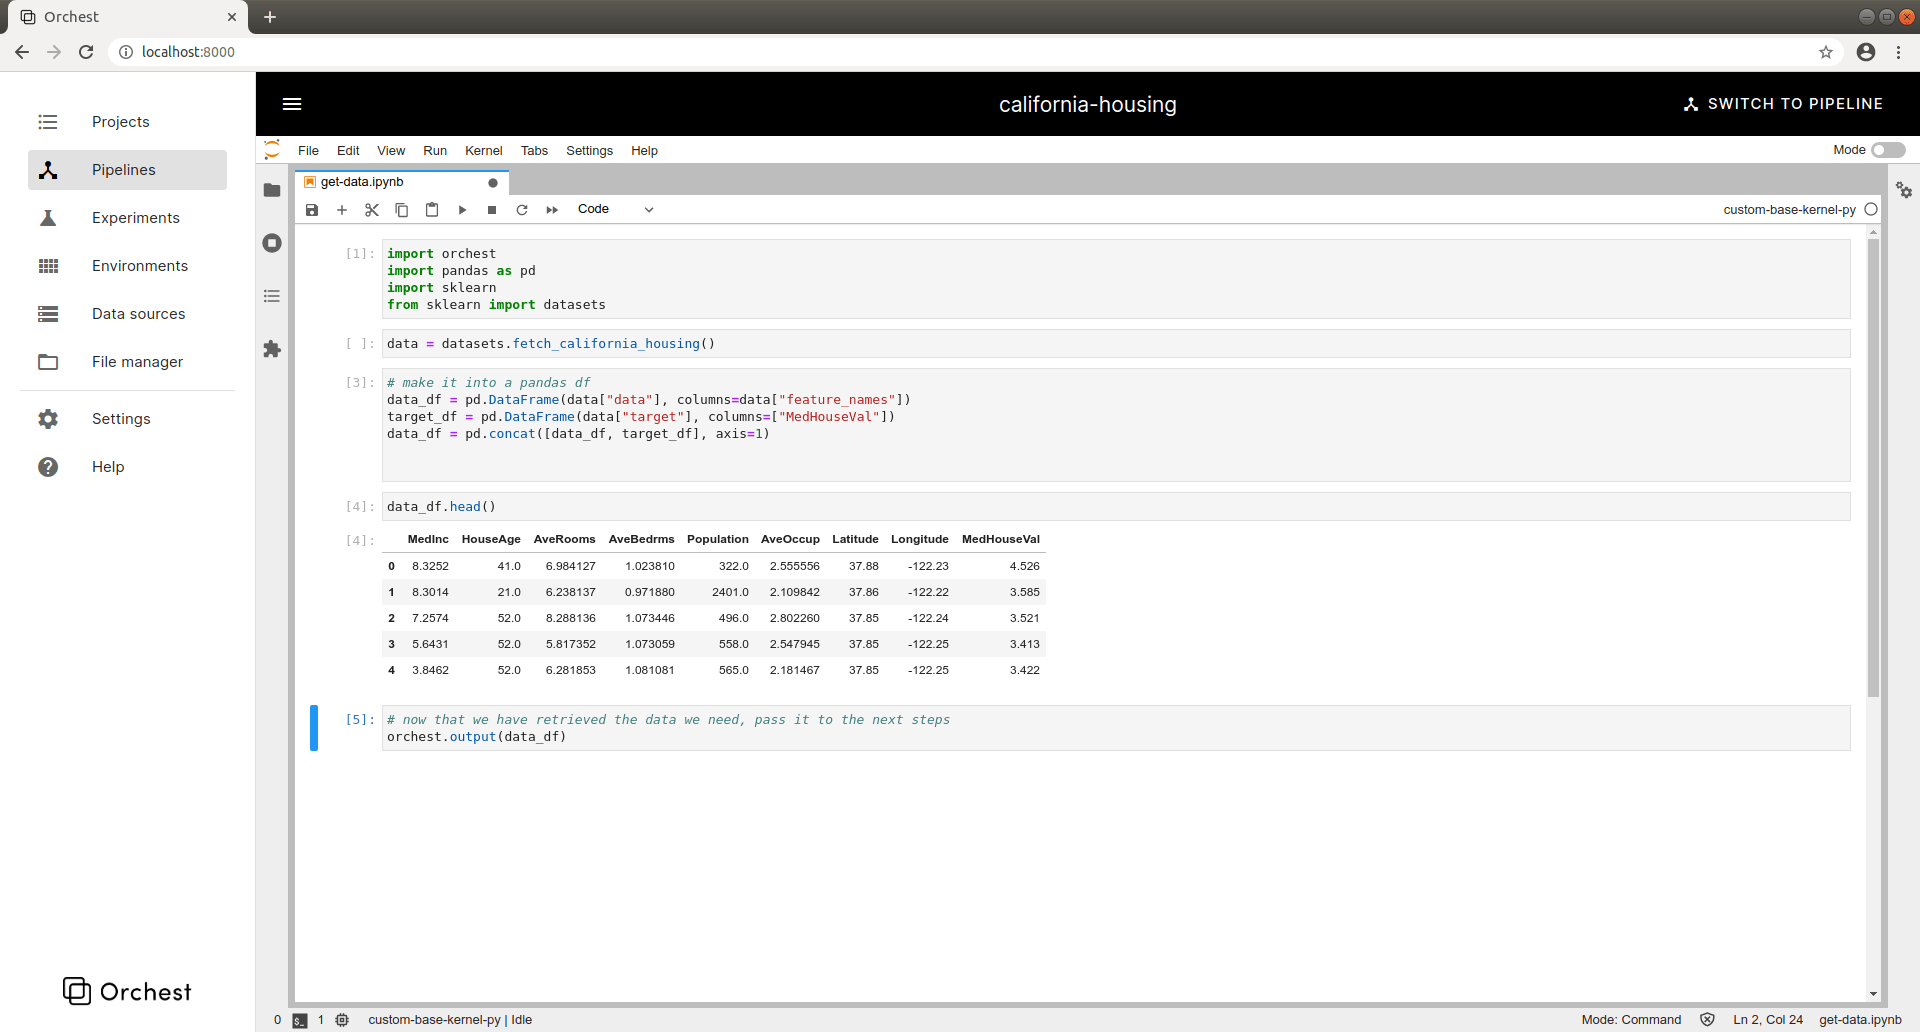 Orchest
localhost:8000
Projects
Pipelines
Experiments
Environments
Data sources
File manager
Settings
Help
Orchest
california-housing
SWITCH TO PIPELINE
File Edit View Run Kernel Tabs Settings Help
Mode
get-data.ipynb
Code
custom-base-kernel-py
[1]: import orchest
import pandas as pd
import sklearn
from sklearn import datasets
[ ]: data = datasets.fetch_california_housing()
[3]: # make it into a pandas df
data_df = pd.DataFrame(data["data"], columns=data["feature_names"])
target_df = pd.DataFrame(data["target"], columns=["MedHouseVal"])
data_df = pd.concat([data_df, target_df], axis=1)
[4]: data_df.head()
[4]: MedInc HouseAge AveRooms AveBedrms Population AveOccup Latitude Longitude MedHouseVal
0 8.3252 41.0 6.984127 1.023810 322.0 2.555556 37.88 -122.23 4.526
1 8.3014 21.0 6.238137 0.971880 2401.0 2.109842 37.86 -122.22 3.585
2 7.2574 52.0 8.288136 1.073446 496.0 2.802260 37.85 -122.24 3.521
3 5.6431 52.0 5.817352 1.073059 558.0 2.547945 37.85 -122.25 3.413
4 3.8462 52.0 6.281853 1.081081 565.0 2.181467 37.85 -122.25 3.422
[5]: # now that we have retrieved the data we need, pass it to the next steps
orchest.output(data_df)
0 $_ 1 custom-base-kernel-py | Idle
Mode: Command Ln 2, Col 24 get-data.ipynb